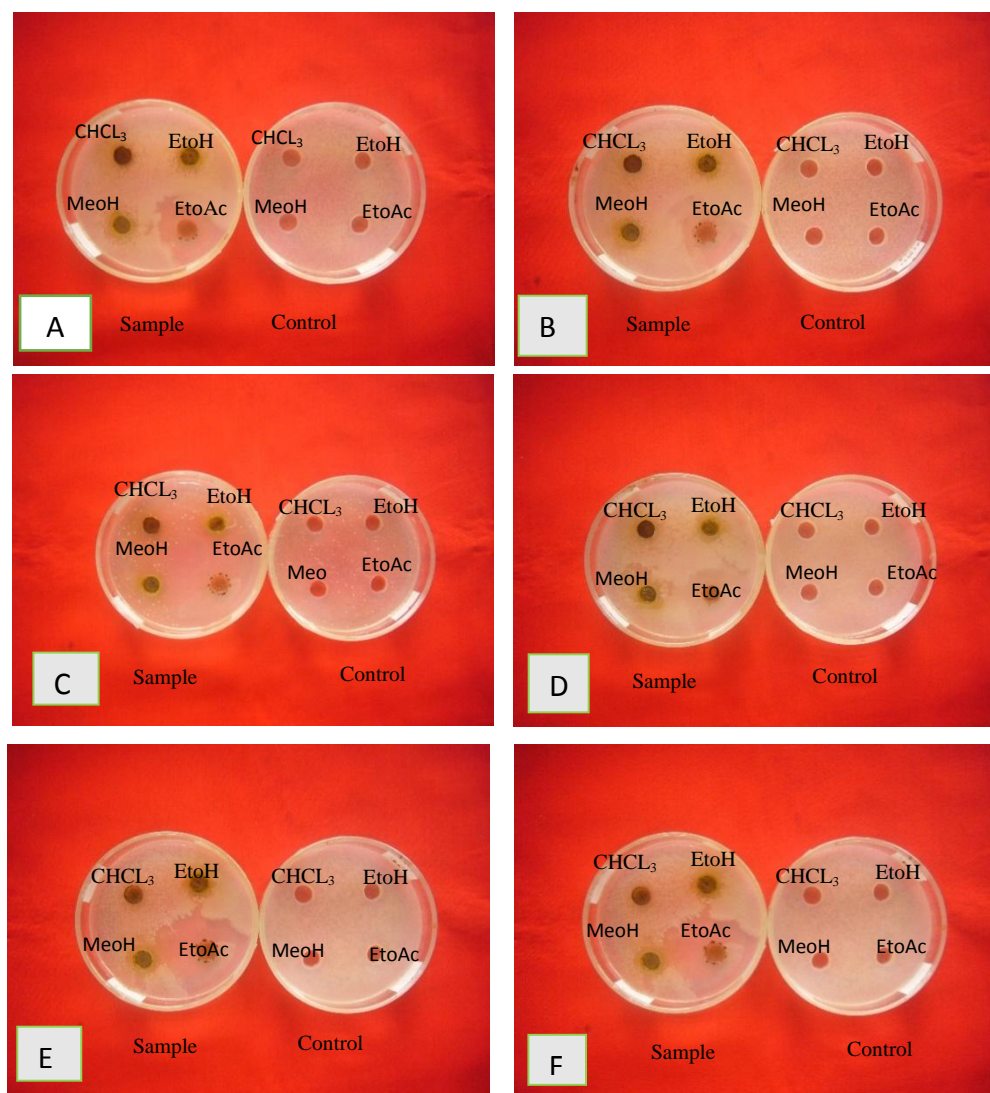 CHCL₃ EtoH CHCL₃ EtoH
MeoH EtoAc MeoH EtoAc
A Sample Control
CHCL₃ EtoH CHCL₃ EtoH
MeoH EtoAc MeoH EtoAc
B Sample Control
CHCL₃ EtoH CHCL₃ EtoH
MeoH EtoAc Meo EtoAc
C Sample Control
CHCL₃ EtoH CHCL₃ EtoH
MeoH EtoAc MeoH EtoAc
D Sample Control
CHCL₃ EtoH CHCL₃ EtoH
MeoH EtoAc MeoH EtoAc
E Sample Control
CHCL₃ EtoH CHCL₃ EtoH
MeoH EtoAc MeoH EtoAc
F Sample Control